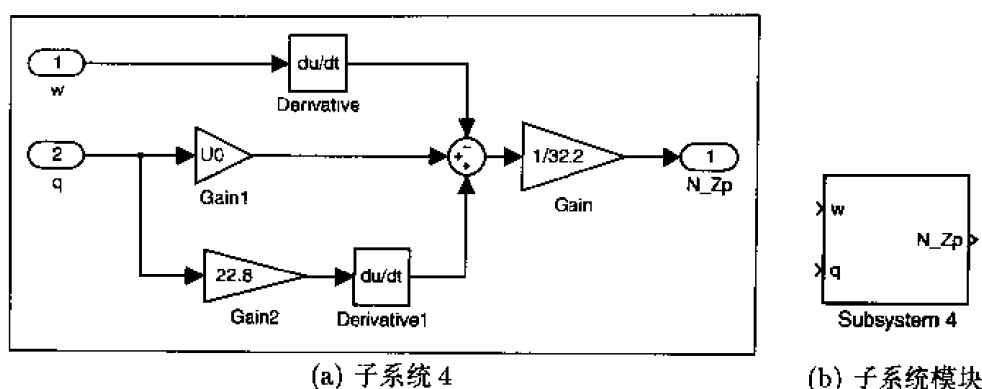 1
w
du/dt
Derivative
2
q
U0
Gain1
22.8
Gain2
du/dt
Derivative1
-
+
+
1/32.2
Gain
1
N_Zp
(a) 子系统 4
w
q
N_Zp
Subsystem 4
(b) 子系统模块